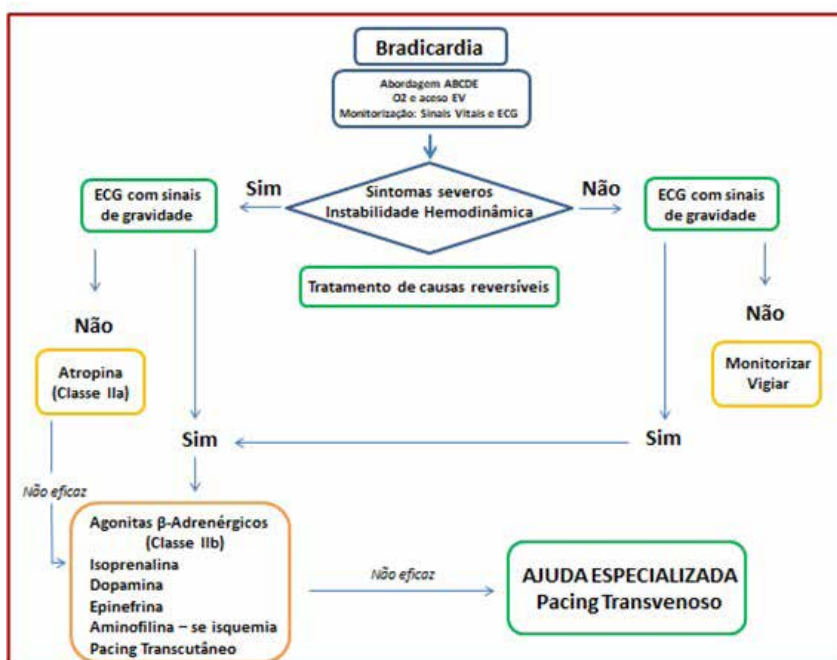 Bradicardia
Abordagem ABCDE
O2 e aceso EV
Monitorização: Sinais Vitais e ECG
Sintomas severos
Instabilidade Hemodinâmica
Sim
Não
ECG com sinais
de gravidade
ECG com sinais
de gravidade
Tratamento de causas reversíveis
Não
Não
Atropina
(Classe IIa)
Monitorizar
Vigiar
Sim
Sim
Não eficaz
Agonitas β-Adrenérgicos
(Classe IIb)
Isoprenalina
Dopamina
Epinefrina
Aminofilina – se isquemia
Pacing Transcutâneo
Não eficaz
AJUDA ESPECIALIZADA
Pacing Transvenoso